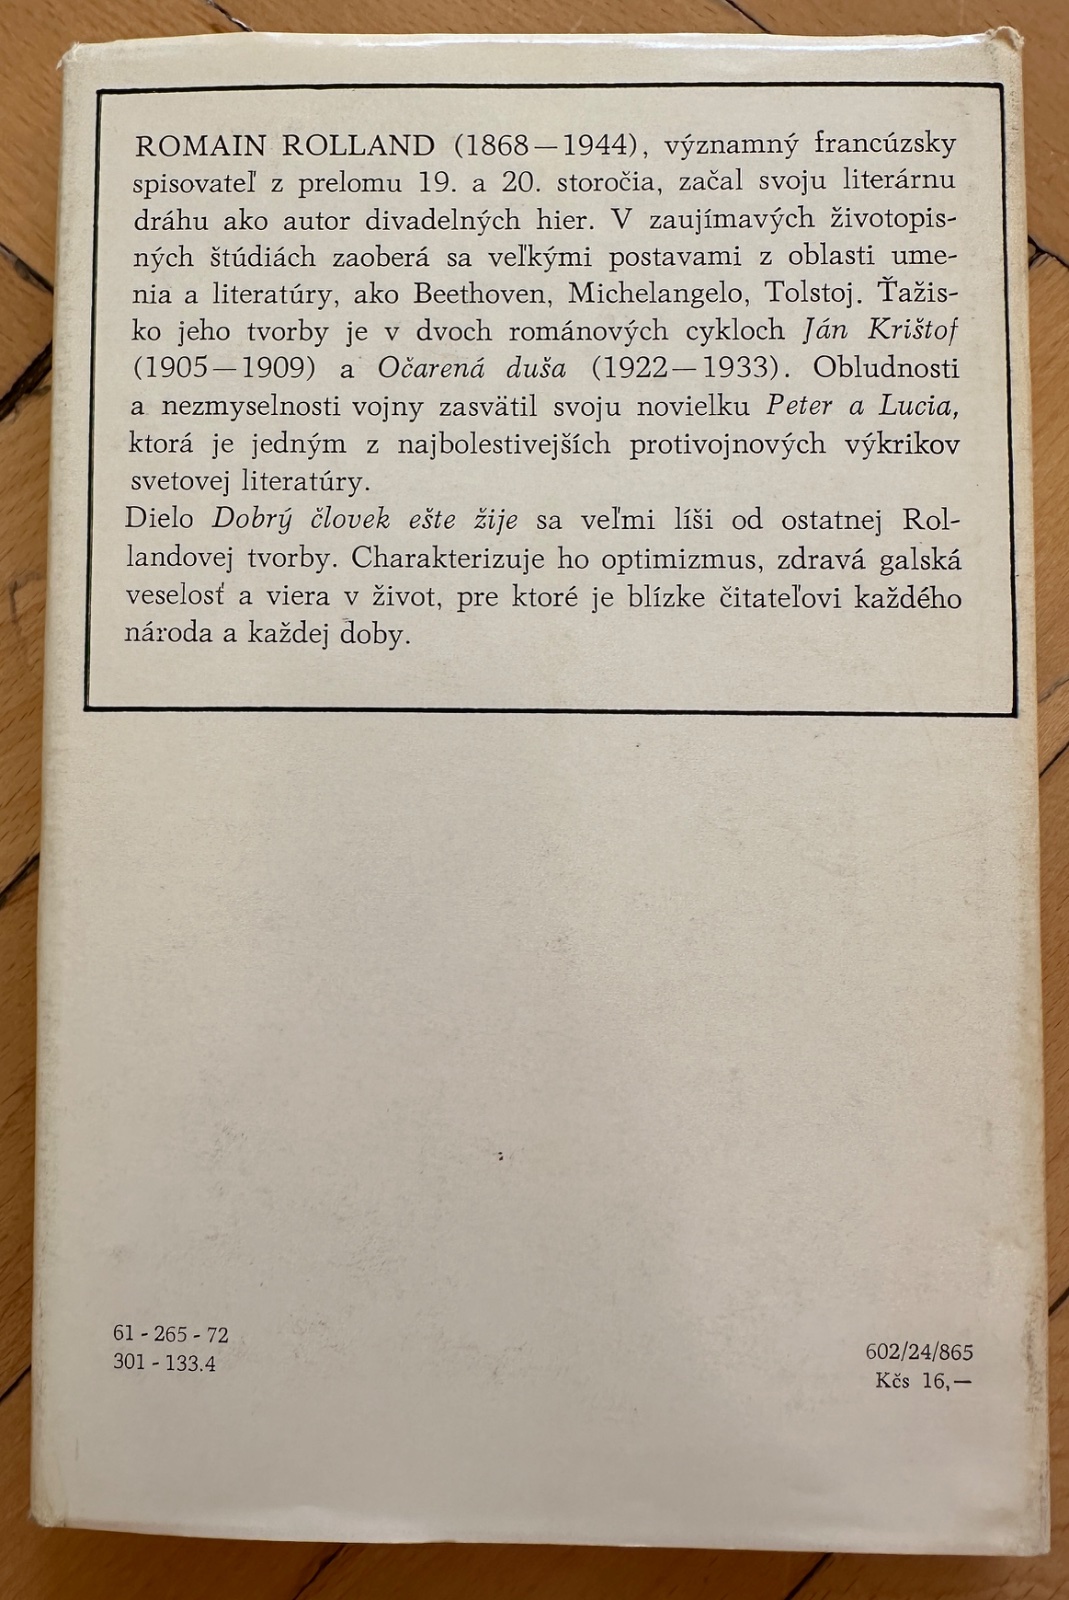 ROMAIN ROLLAND (1868—1944), významný francúzsky
spisovateľ z prelomu 19. a 20. storočia, začal svoju literárnu
dráhu ako autor divadelných hier. V zaujímavých životopis-
ných štúdiách zaoberá sa veľkými postavami z oblasti ume-
nia a literatúry, ako Beethoven, Michelangelo, Tolstoj. Ťažis-
ko jeho tvorby je v dvoch románových cykloch Ján Krištof
(1905—1909) a Očarená duša (1922—1933). Obludnosti
a nezmyselnosti vojny zasvätil svoju novielku Peter a Lucia,
ktorá je jedným z najbolestivejších protivojnových výkrikov
svetovej literatúry.
Dielo Dobrý človek ešte žije sa veľmi líši od ostatnej Rol-
landovej tvorby. Charakterizuje ho optimizmus, zdravá galská
veselosť a viera v život, pre ktoré je blízke čitateľovi každého
národa a každej doby.
61 - 265 - 72
301 - 133.4
602/24/865
Kčs 16,—